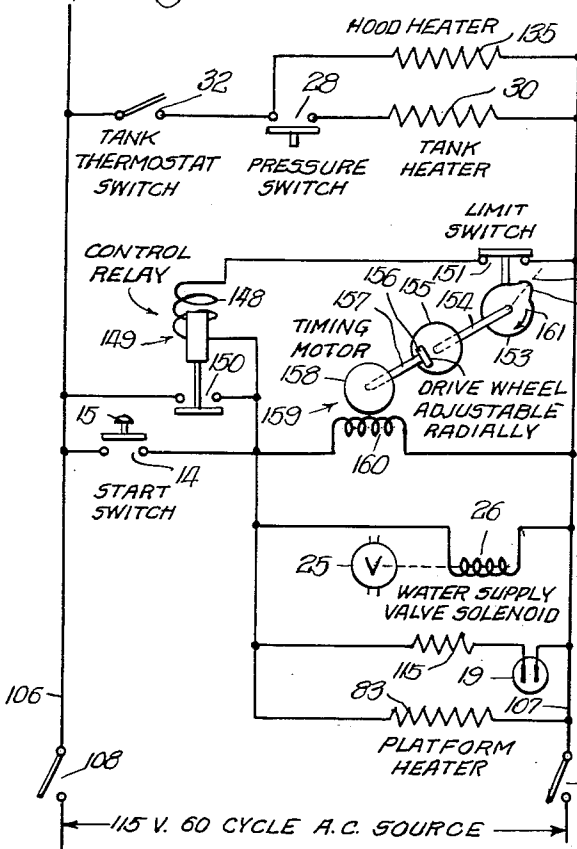 HOOD HEATER
135
32
28
30
TANK
THERMOSTAT
SWITCH
PRESSURE
SWITCH
TANK
HEATER
LIMIT
SWITCH
CONTROL
RELAY
148
149
150
151
156
155
154
157
161
153
TIMING
MOTOR
158
159
DRIVE WHEEL
ADJUSTABLE
RADIALLY
160
15
14
START
SWITCH
26
25
V
WATER SUPPLY
VALVE SOLENOID
115
19
83
107
PLATFORM
HEATER
106
108
115 V. 60 CYCLE A.C. SOURCE